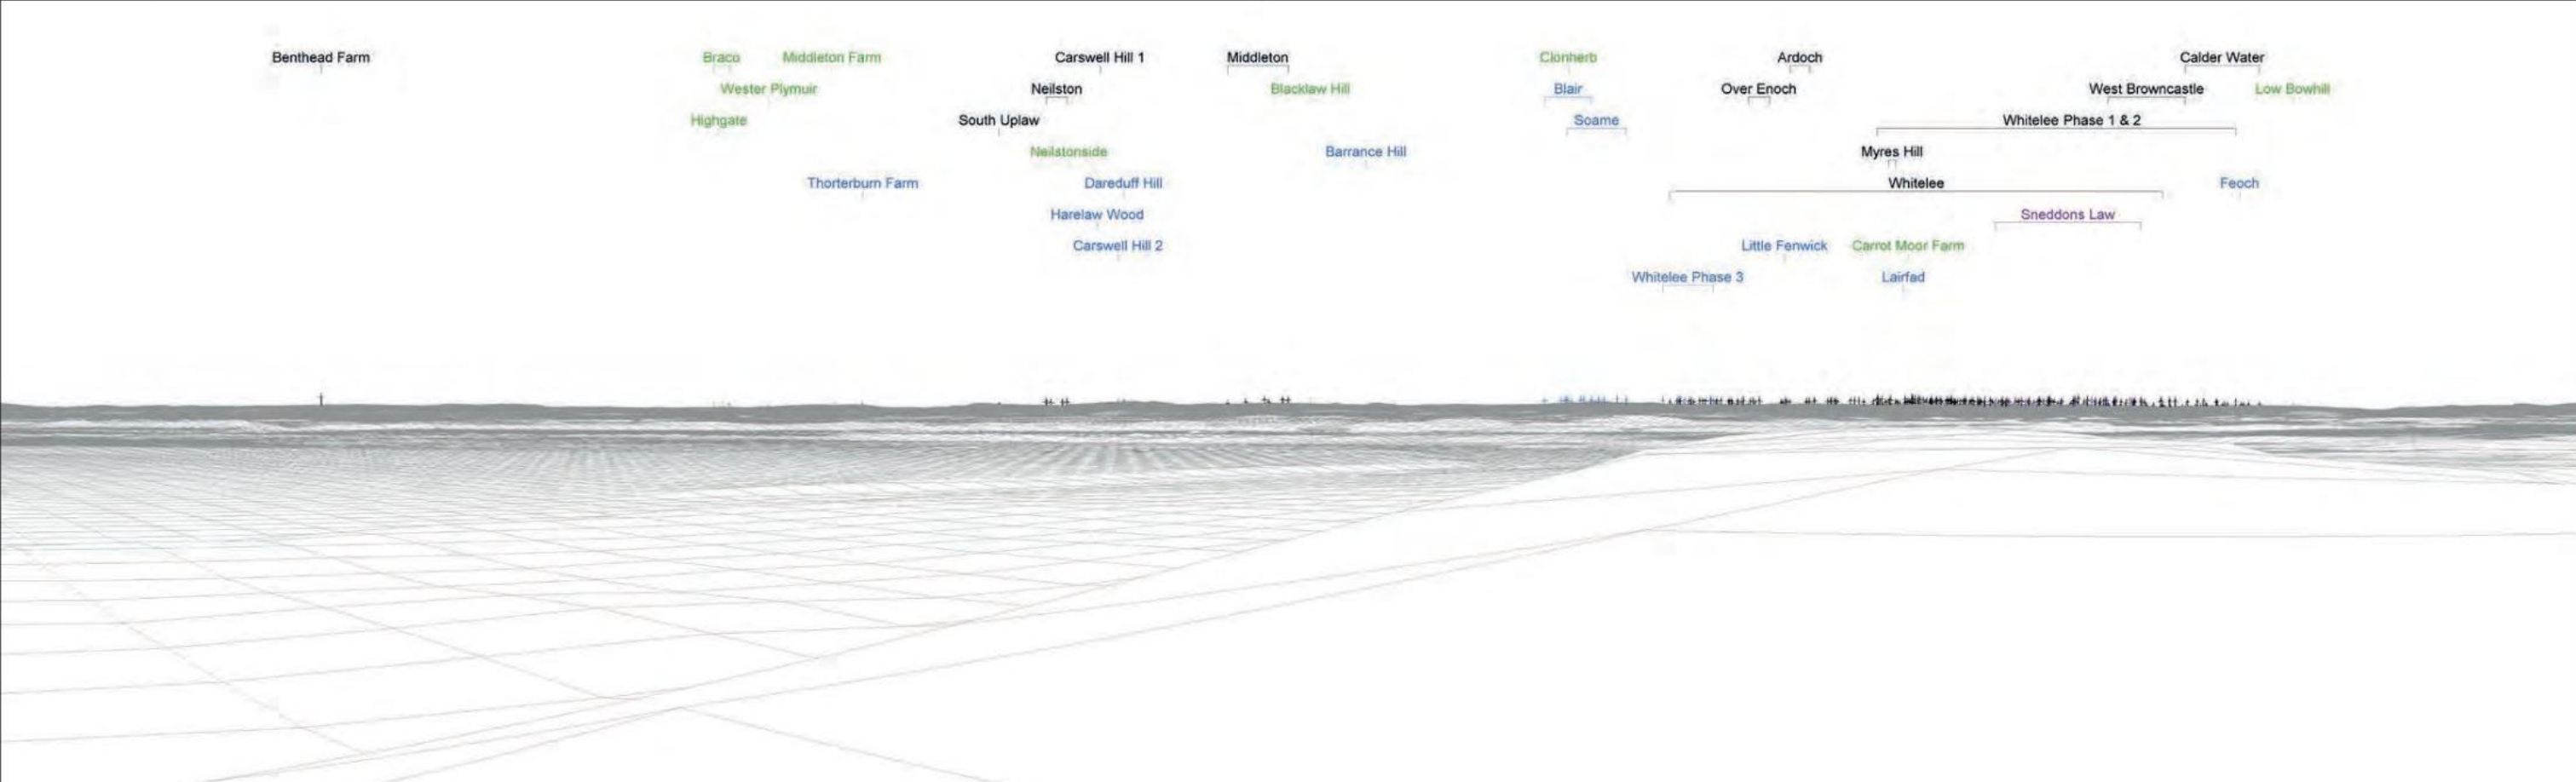 Benthead Farm
Braco
Middleton Farm
Carswell Hill 1
Middleton
Clonherb
Ardoch
Calder Water
Wester Plymuir
Neilston
Blacklaw Hill
Blair
Over Enoch
West Browncastle
Low Bowhill
Highgate
South Uplaw
Soame
Whitelee Phase 1 & 2
Neilstonside
Barrance Hill
Myres Hill
Thorterburn Farm
Dareduff Hill
Whitelee
Feoch
Harelaw Wood
Sneddons Law
Carswell Hill 2
Little Fenwick
Carrot Moor Farm
Whitelee Phase 3
Lairfad